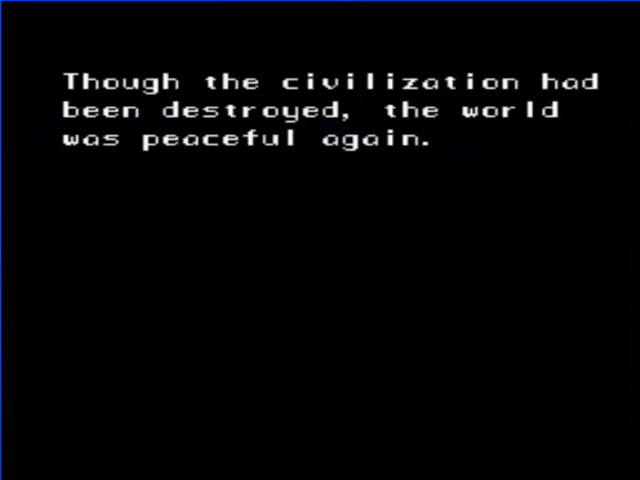 Though the civilization had
been destroyed, the world
was peaceful again.